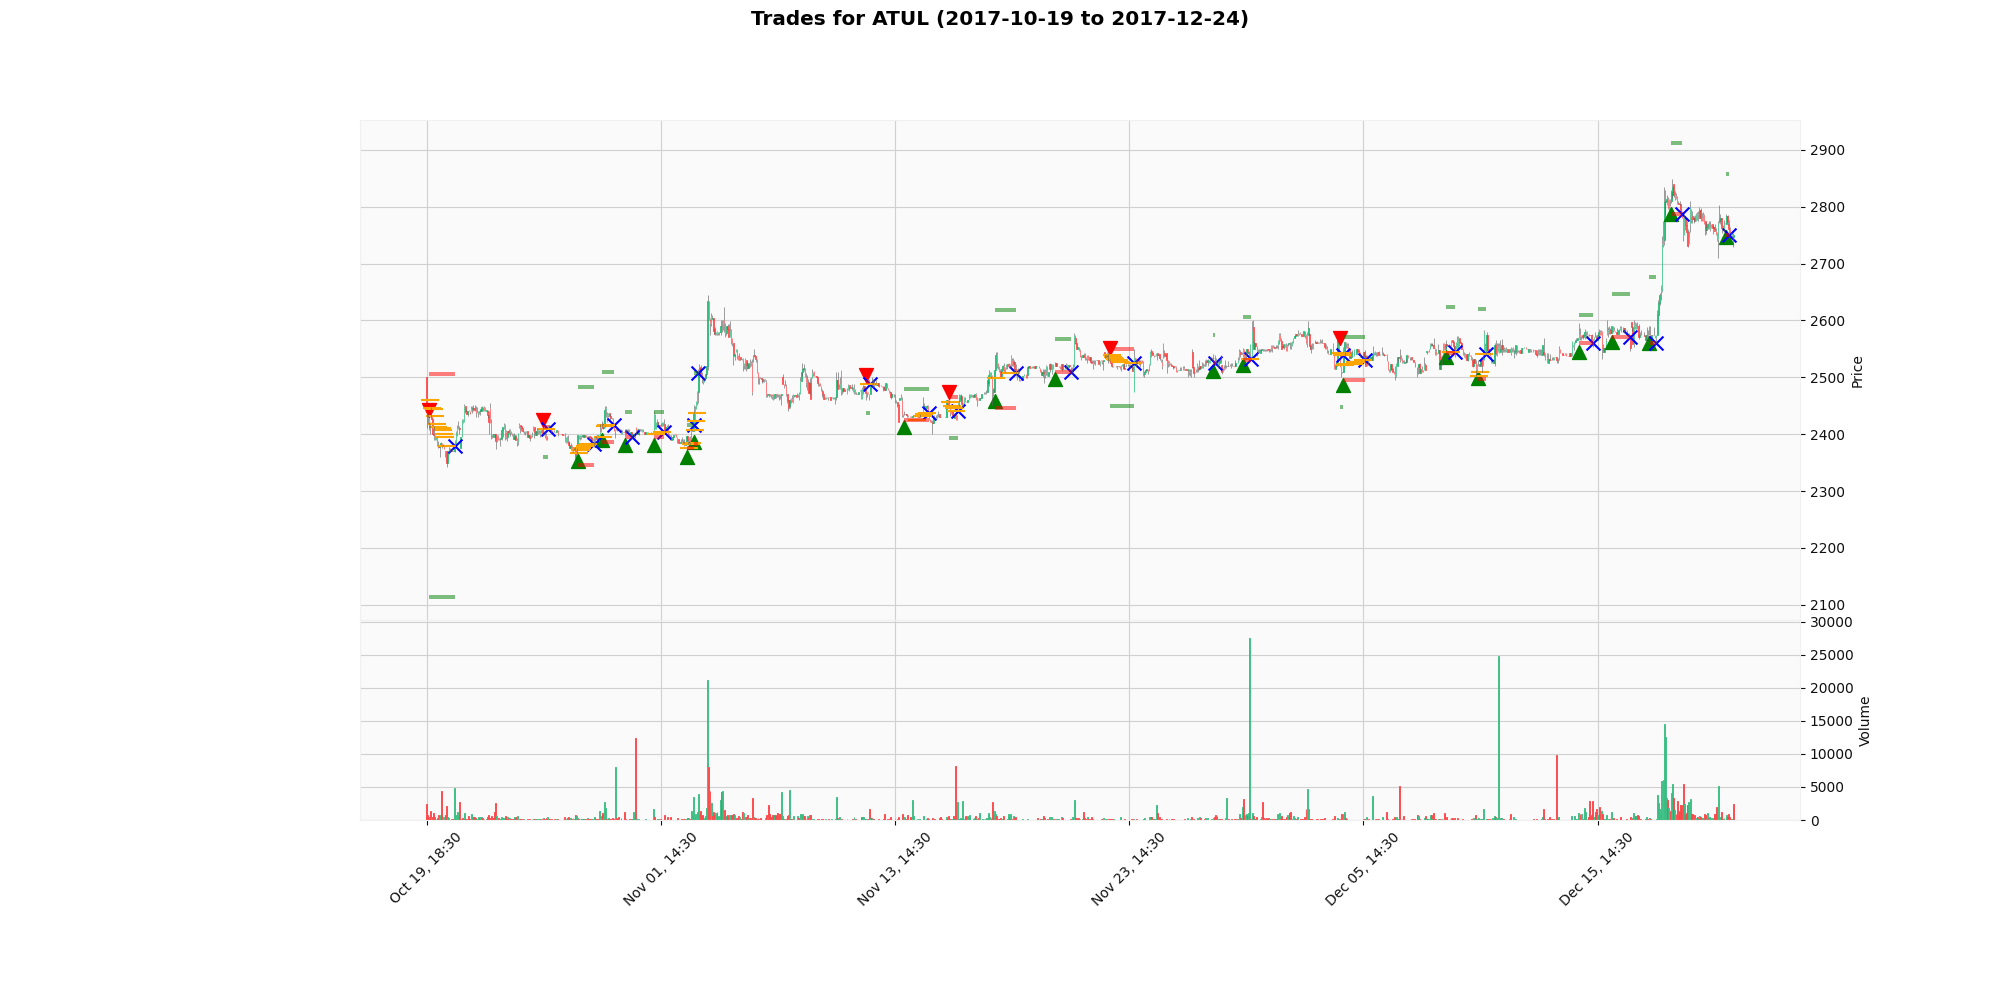 Trades for ATUL (2017-10-19 to 2017-12-24)
2900
2800
2700
2600
2500
2400
2300
2200
2100
Price
30000
25000
20000
15000
10000
5000
0
Volume
Oct 19, 18:30
Nov 01, 14:30
Nov 13, 14:30
Nov 23, 14:30
Dec 05, 14:30
Dec 15, 14:30